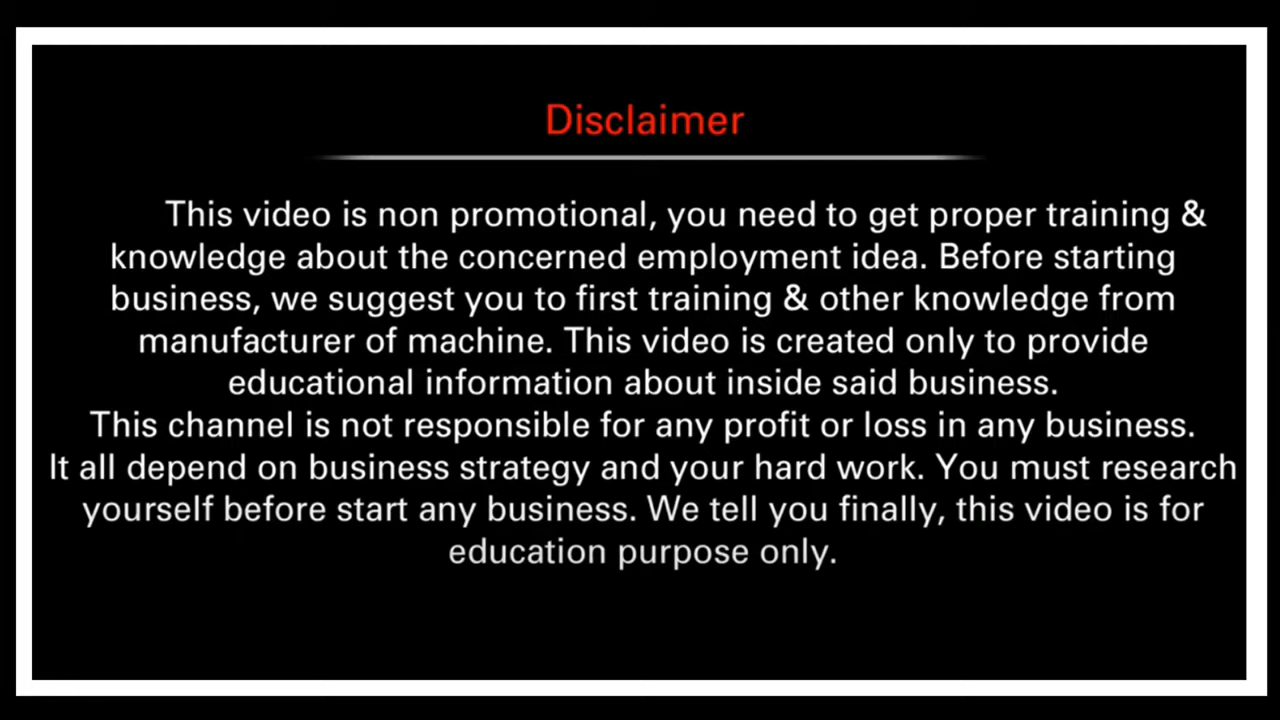 Disclaimer
This video is non promotional, you need to get proper training &
knowledge about the concerned employment idea. Before starting
business, we suggest you to first training & other knowledge from
manufacturer of machine. This video is created only to provide
educational information about inside said business.
This channel is not responsible for any profit or loss in any business.
It all depend on business strategy and your hard work. You must research
yourself before start any business. We tell you finally, this video is for
education purpose only.